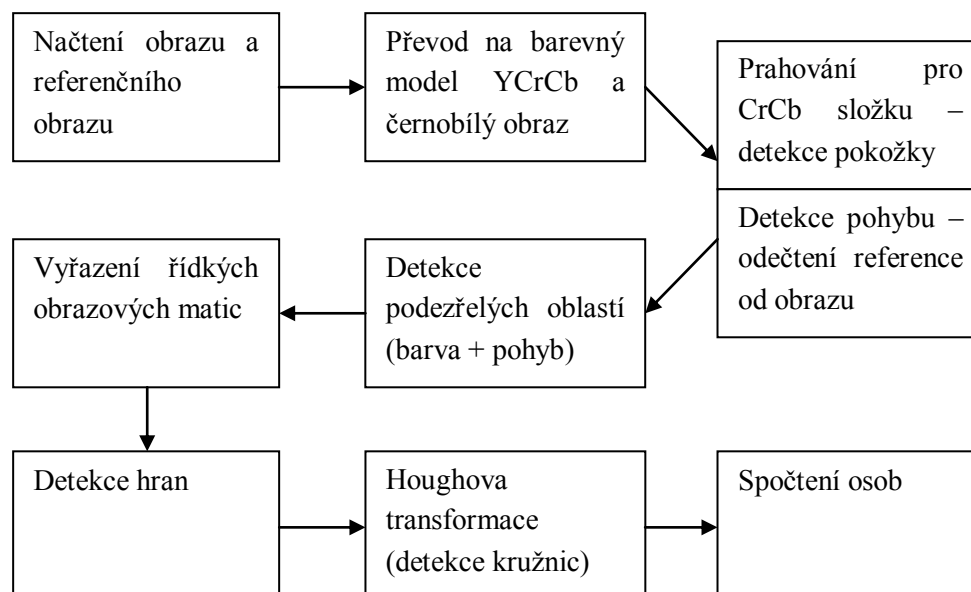 Načtení obrazu a
referenčního
obrazu
Převod na barevný
model YCrCb a
černobílý obraz
Prahování pro
CrCb složku –
detekce pokožky
Detekce pohybu –
odečtení reference
od obrazu
Detekce
podezřelých oblastí
(barva + pohyb)
Vyřazení řídkých
obrazových matic
Detekce hran
Houghova
transformace
(detekce kružnic)
Spočtení osob